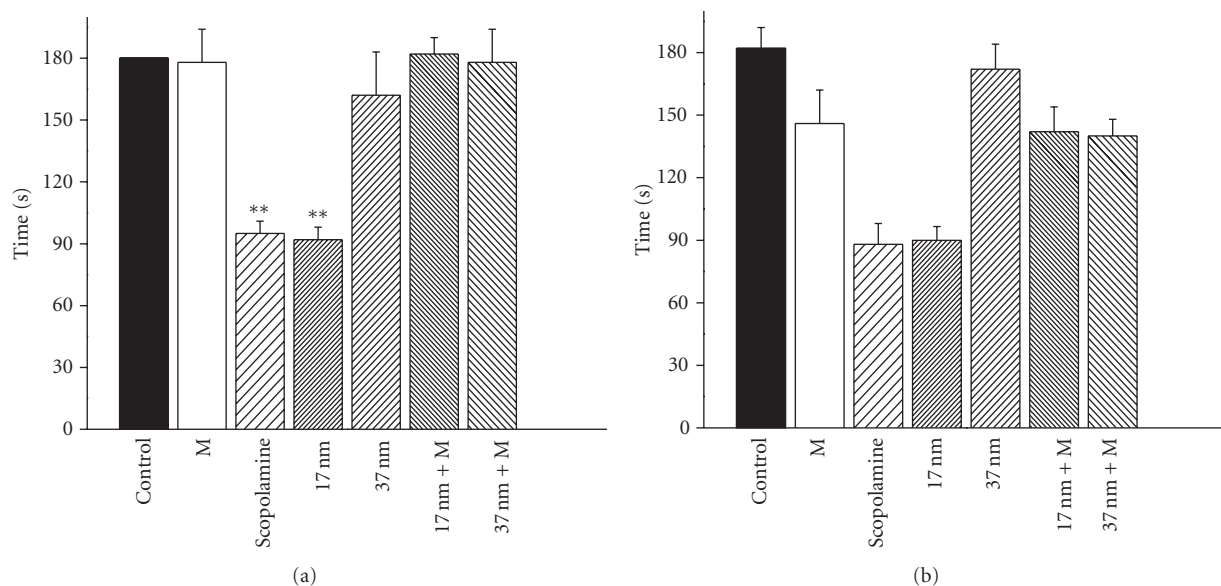 180
150
120
90
60
30
0
Time (s)
**
**
Control
M
Scopolamine
17 nm
37 nm
17 nm + M
37 nm + M
(a)
180
150
120
90
60
30
0
Time (s)
Control
M
Scopolamine
17 nm
37 nm
17 nm + M
37 nm + M
(b)